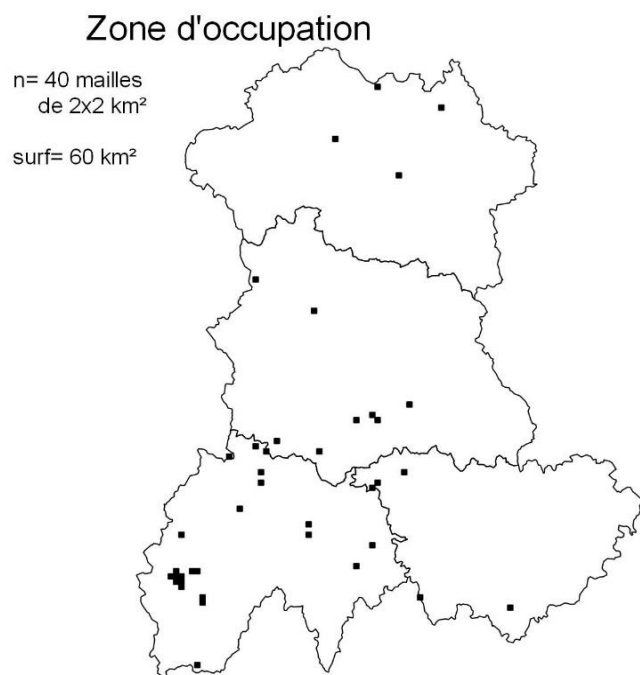 Zone d'occupation
n= 40 mailles
de 2x2 km²
surf= 60 km²